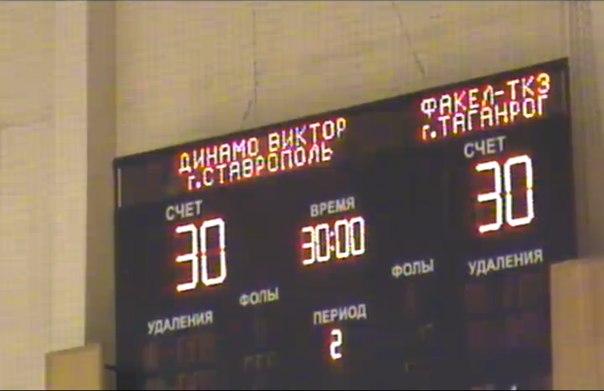 ДИНАМО ВИКТОР
г.СТАВРОПОЛЬ
ФАКЕЛ-ТКЗ
г.ТАГАНРОГ
СЧЕТ
ВРЕМЯ
СЧЕТ
30
30:00
30
УДАЛЕНИЯ
ФОЛЫ
ФОЛЫ
УДАЛЕНИЯ
ПЕРИОД
2